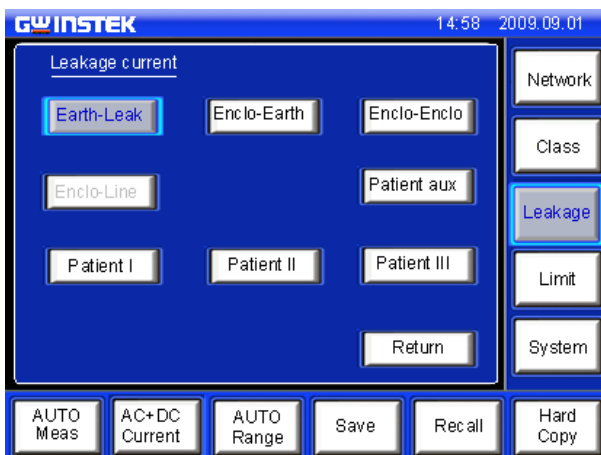 GWINSTEK 14:58 2009.09.01
Leakage current
Earth-Leak Enclo-Earth Enclo-Enclo
Enclo-Line Patient aux
Patient I Patient II Patient III
Return
Network
Class
Leakage
Limit
System
AUTO Meas
AC+DC Current
AUTO Range
Save
Recall
Hard Copy